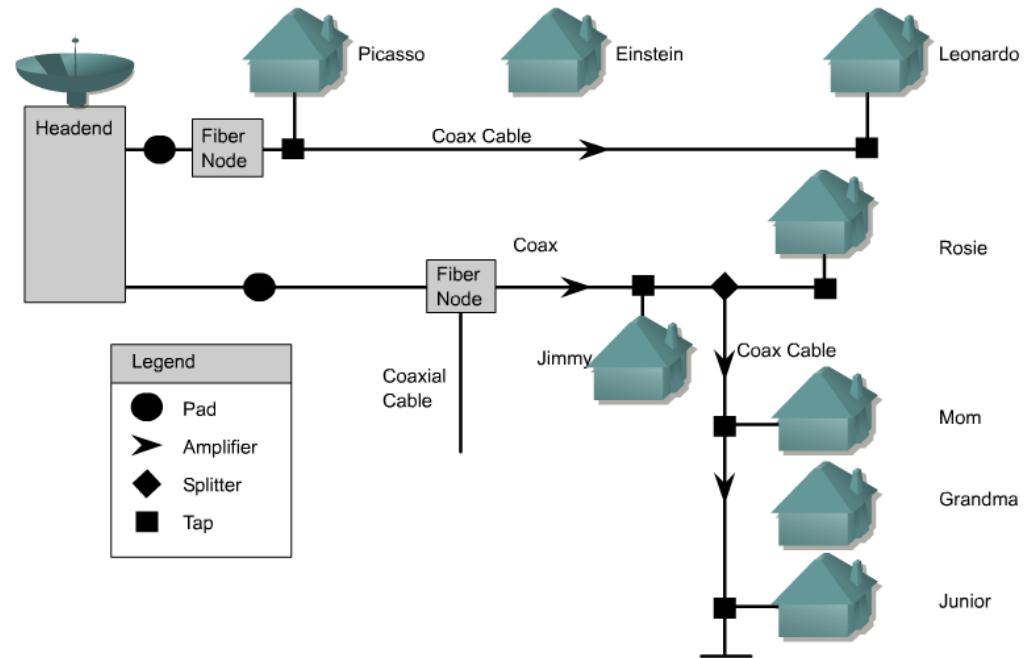 Picasso
Einstein
Leonardo
Headend
Fiber
Node
Coax Cable
Rosie
Coax
Fiber
Node
Jimmy
Coax Cable
Coaxial
Cable
Legend
Pad
Amplifier
Splitter
Tap
Mom
Grandma
Junior